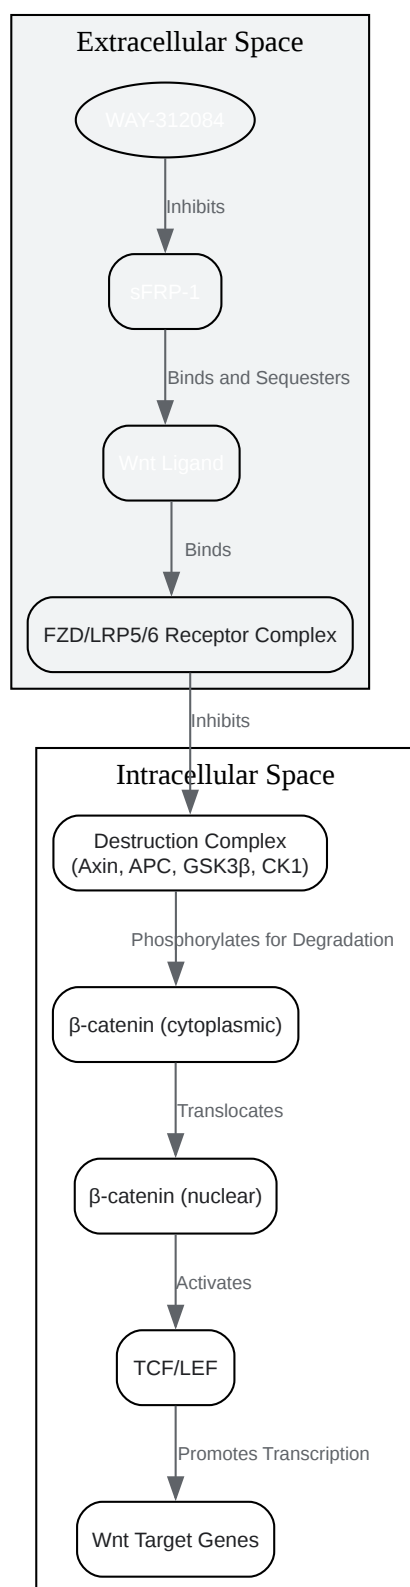 Extracellular Space
WAY-312084
Inhibits
sFRP-1
Binds and Sequesters
Wnt Ligand
Binds
FZD/LRP5/6 Receptor Complex
Inhibits
Intracellular Space
Destruction Complex
(Axin, APC, GSK3β, CK1)
Phosphorylates for Degradation
β-catenin (cytoplasmic)
Translocates
β-catenin (nuclear)
Activates
TCF/LEF
Promotes Transcription
Wnt Target Genes